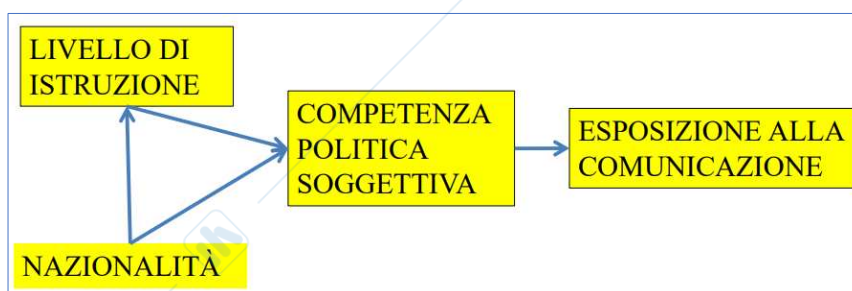 LIVELLO DI
ISTRUZIONE
COMPETENZA
POLITICA
SOGGETTIVA
ESPOSIZIONE ALLA
COMUNICAZIONE
NAZIONALITÀ